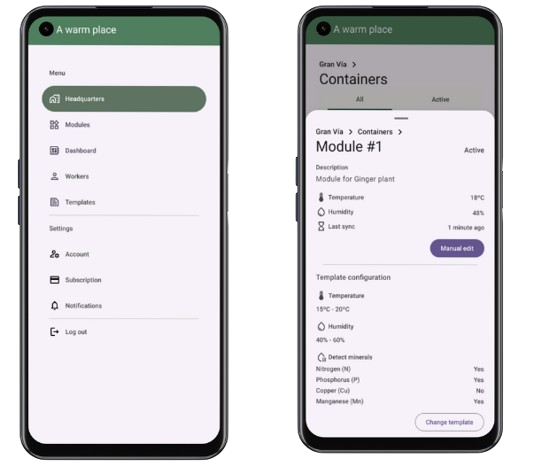 A warm place
Menu
Headquarters
Modules
Dashboard
Workers
Templates
Settings
Account
Subscription
Notifications
Log out
A warm place
Gran Vía >
Containers
All Active
Gran Vía > Containers >
Module #1 Active
Description
Module for Ginger plant
Temperature 18ºC
Humidity 48%
Last sync 1 minute ago
Manual edit
Template configuration
Temperature
15ºC - 20ºC
Humidity
40% - 60%
Detect minerals
Nitrogen (N) Yes
Phosphorus (P) Yes
Copper (Cu) No
Manganese (Mn) Yes
Change template